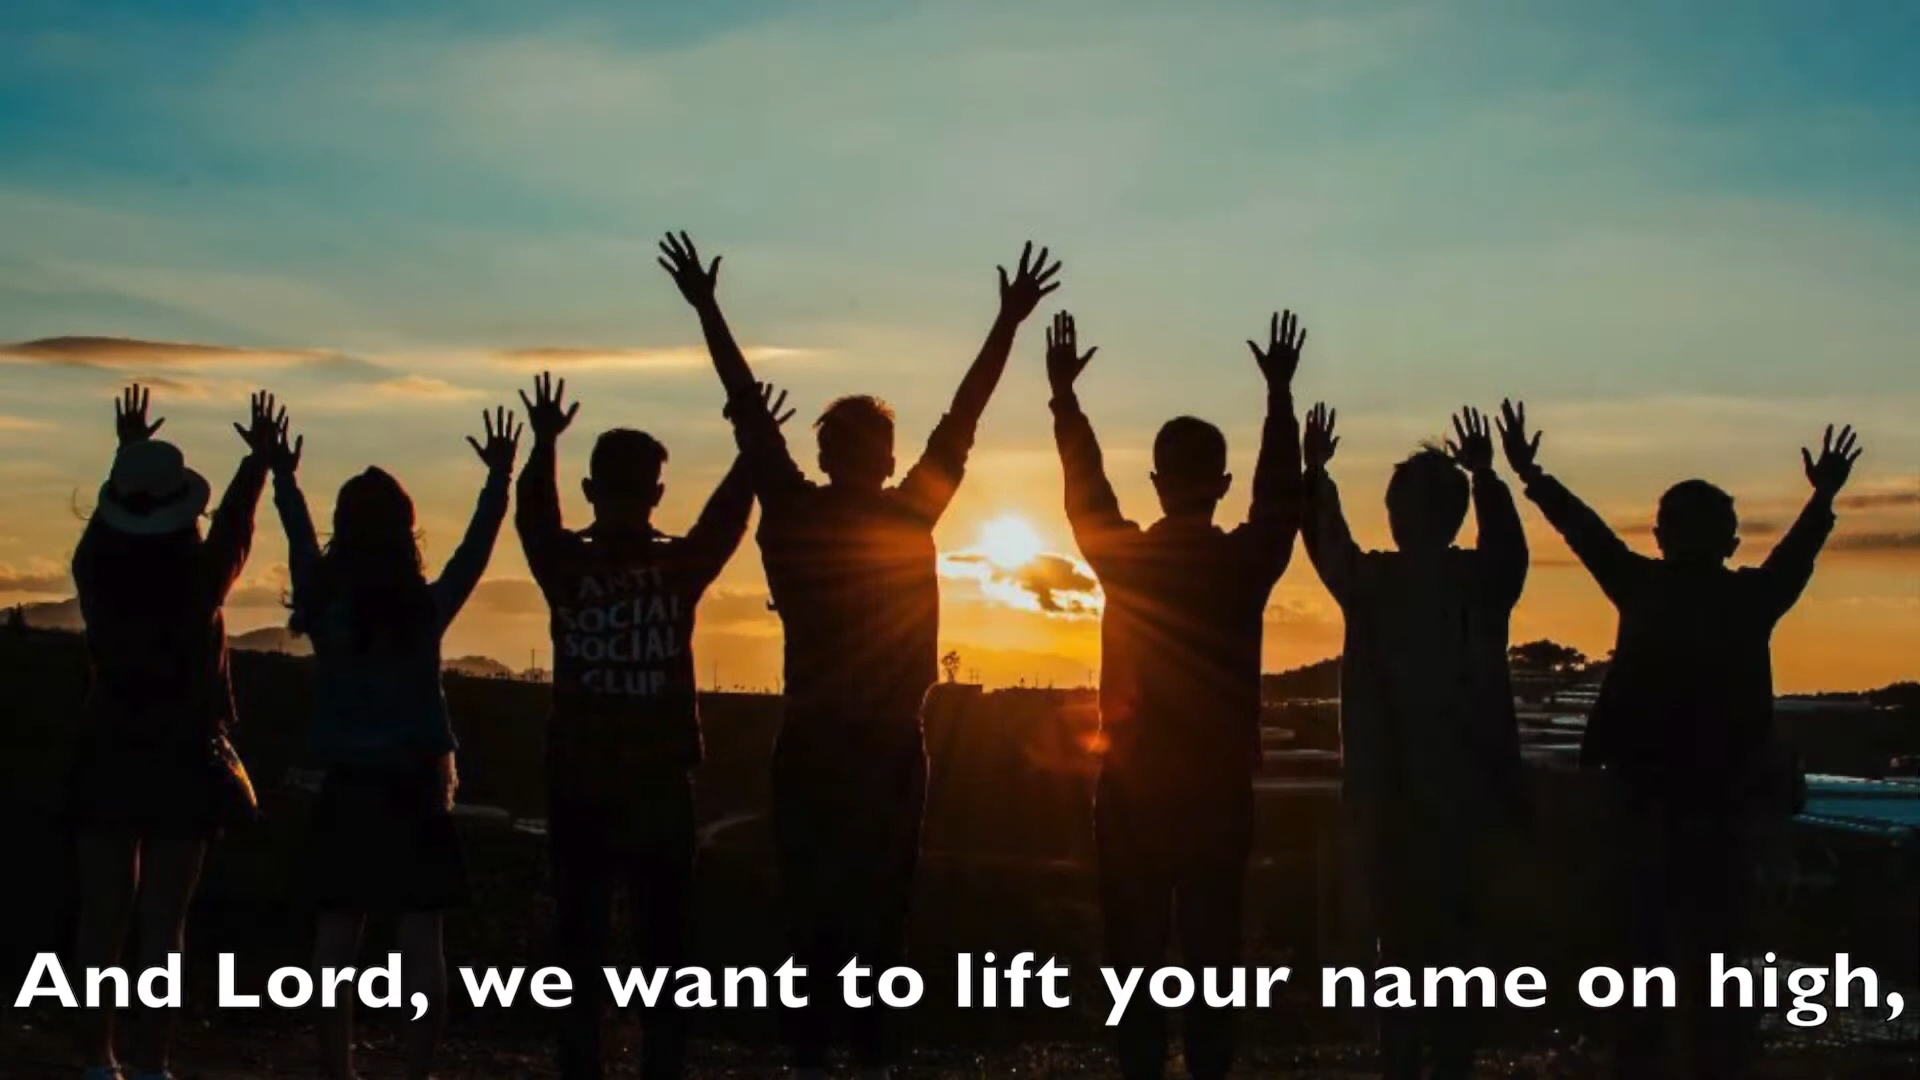 ANTI
SOCIAL
SOCIAL
CLUB
And Lord, we want to lift your name on high,